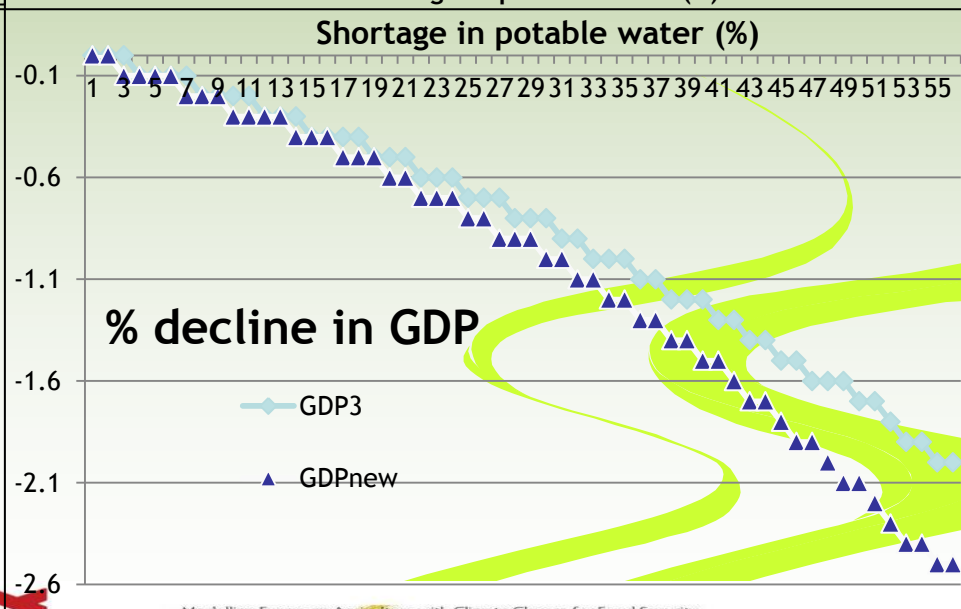 Shortage in potable water (%)
-0.1
1 3 5 7 9 11 13 15 17 19 21 23 25 27 29 31 33 35 37 39 41 43 45 47 49 51 53 55
-0.6
-1.1
% decline in GDP
-1.6
GDP3
-2.1
GDPnew
-2.6